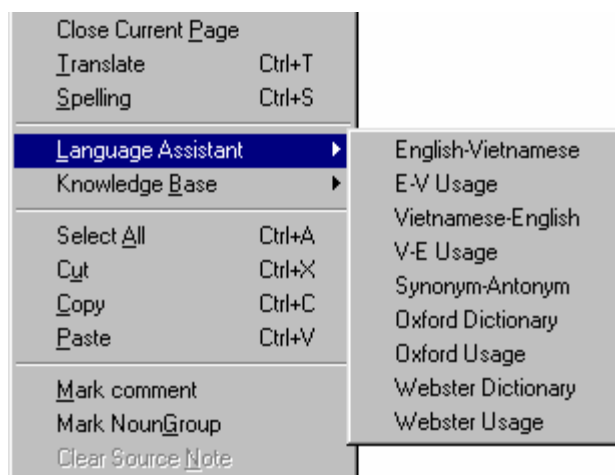 Close Current Page
Translate Ctrl+T
Spelling Ctrl+S
Language Assistant
Knowledge Base
Select All Ctrl+A
Cut Ctrl+X
Copy Ctrl+C
Paste Ctrl+V
Mark comment
Mark NounGroup
Clear Source Note
English-Vietnamese
E-V Usage
Vietnamese-English
V-E Usage
Synonym-Antonym
Oxford Dictionary
Oxford Usage
Webster Dictionary
Webster Usage